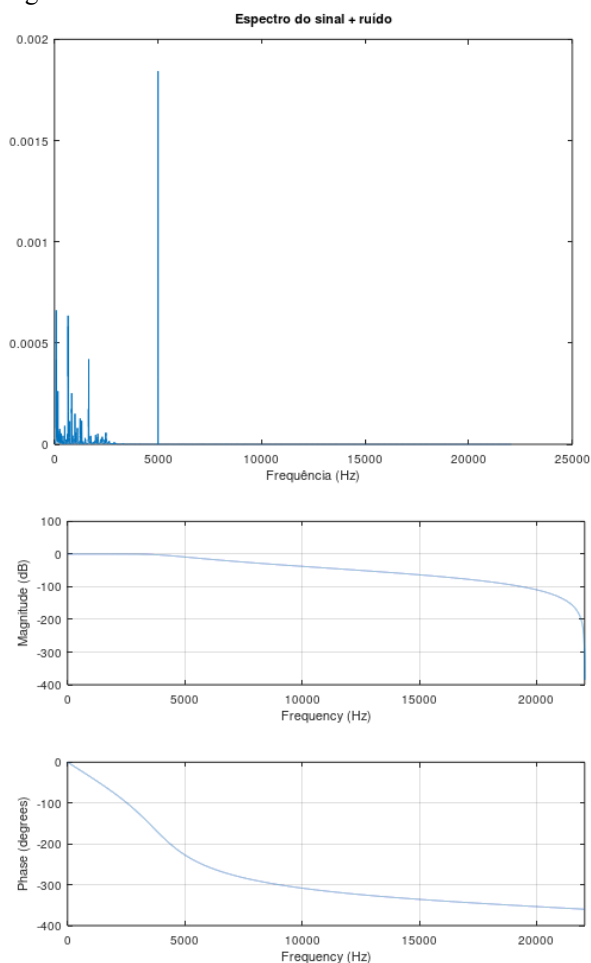 Espectro do sinal + ruído
0.002
0.0015
0.001
0.0005
0
0 5000 10000 15000 20000 25000
Frequência (Hz)
100
0
-100
-200
-300
-400
Magnitude (dB)
0 5000 10000 15000 20000
Frequency (Hz)
0
-100
-200
-300
-400
Phase (degrees)
0 5000 10000 15000 20000
Frequency (Hz)